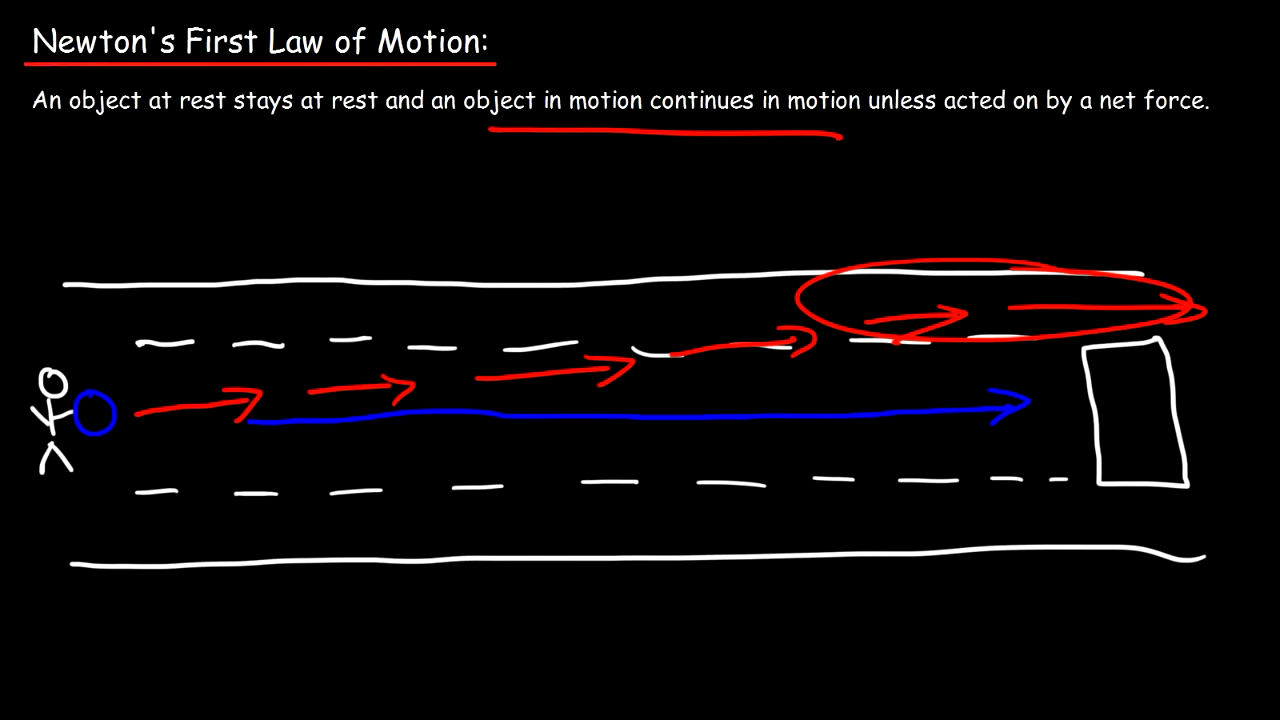 Newton's First Law of Motion:
An object at rest stays at rest and an object in motion continues in motion unless acted on by a net force.